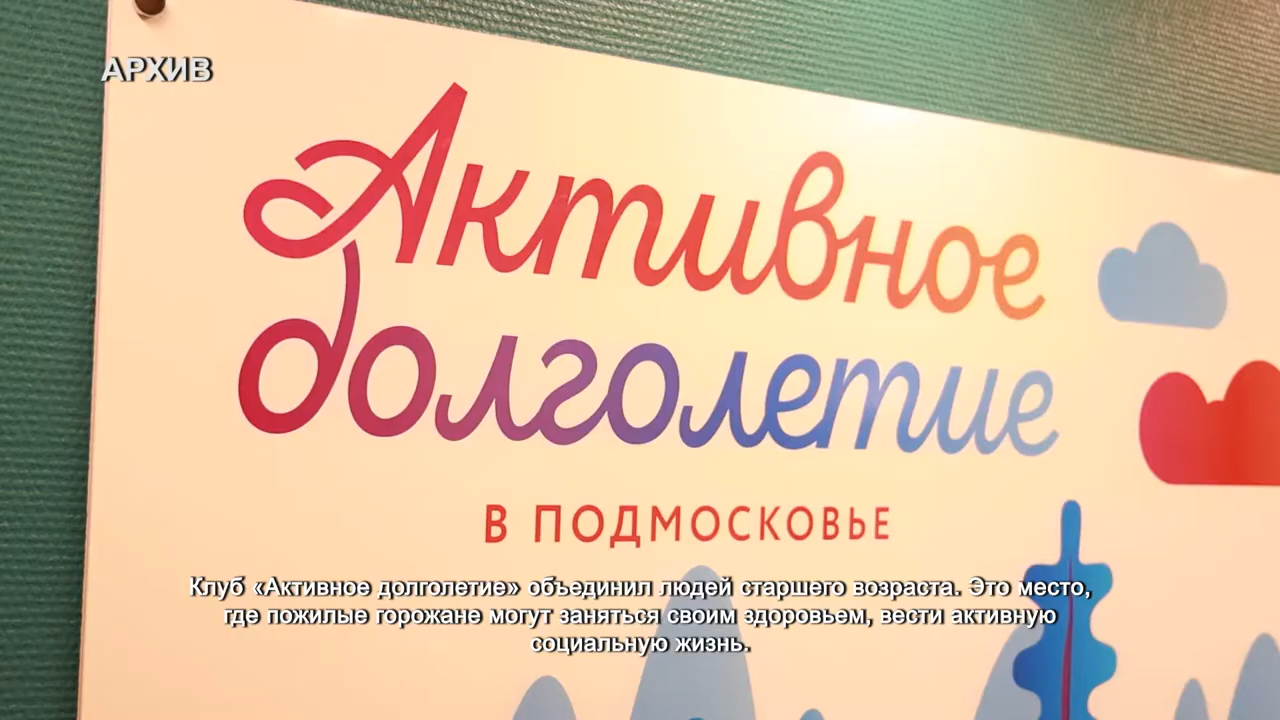 АРХИВ
Активное
долголетие
В ПОДМОСКОВЬЕ
Клуб «Активное долголетие» объединил людей старшего возраста. Это место,
где пожилые горожане могут заняться своим здоровьем, вести активную
социальную жизнь.